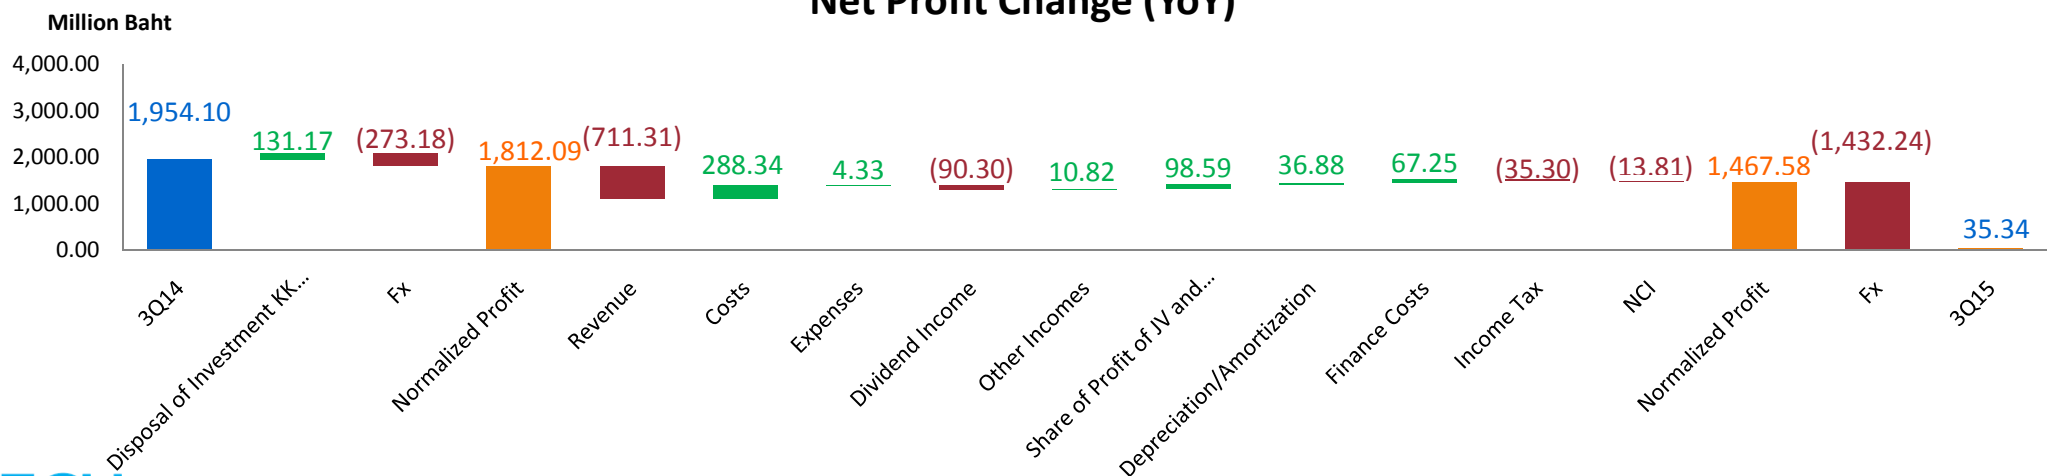 Net Profit Change (YoY)
Million Baht
4,000.00
3,000.00
2,000.00
1,000.00
0.00
1,954.10
131.17
(273.18)
1,812.09
(711.31)
288.34
4.33
(90.30)
10.82
98.59
36.88
67.25
(35.30)
(13.81)
1,467.58
(1,432.24)
35.34
3Q14
Disposal of Investment KK...
Fx
Normalized Profit
Revenue
Costs
Expenses
Dividend Income
Other Incomes
Share of Profit of JV and...
Depreciation/Amortization
Finance Costs
Income Tax
NCI
Normalized Profit
Fx
3Q15